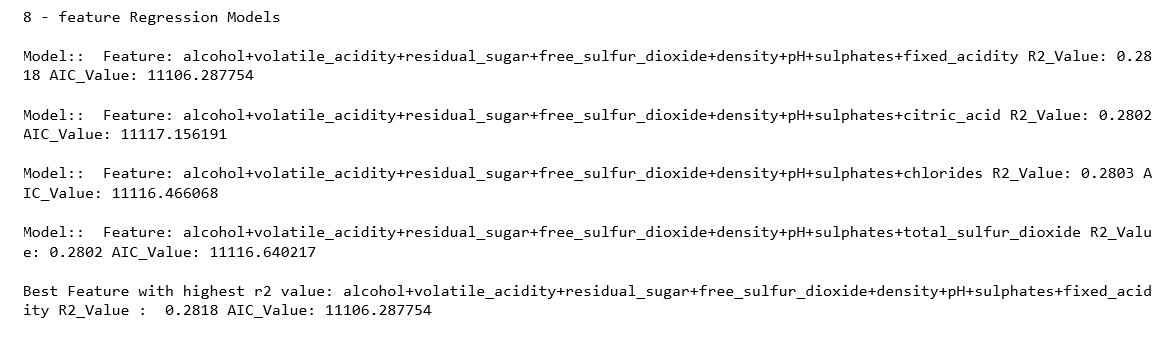 8 - feature Regression Models
Model::  Feature: alcohol+volatile_acidity+residual_sugar+free_sulfur_dioxide+density+pH+sulphates+fixed_acidity R2_Value: 0.28
18 AIC_Value: 11106.287754
Model::  Feature: alcohol+volatile_acidity+residual_sugar+free_sulfur_dioxide+density+pH+sulphates+citric_acid R2_Value: 0.2802
AIC_Value: 11117.156191
Model::  Feature: alcohol+volatile_acidity+residual_sugar+free_sulfur_dioxide+density+pH+sulphates+chlorides R2_Value: 0.2803 A
IC_Value: 11116.466068
Model::  Feature: alcohol+volatile_acidity+residual_sugar+free_sulfur_dioxide+density+pH+sulphates+total_sulfur_dioxide R2_Valu
e: 0.2802 AIC_Value: 11116.640217
Best Feature with highest r2 value: alcohol+volatile_acidity+residual_sugar+free_sulfur_dioxide+density+pH+sulphates+fixed_acid
ity R2_Value :  0.2818 AIC_Value: 11106.287754